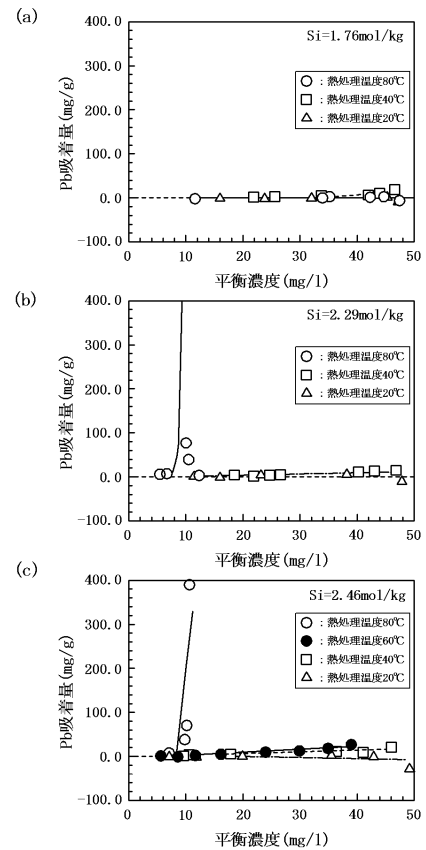 (a)
Si=1.76mol/kg
○ : 熱処理温度80℃
□ : 熱処理温度40℃
△ : 熱処理温度20℃
400.0
300.0
200.0
100.0
0.0
-100.0
Pb吸着量(mg/g)
0 10 20 30 40 50
平衡濃度(mg/l)
(b)
Si=2.29mol/kg
○ : 熱処理温度80℃
□ : 熱処理温度40℃
△ : 熱処理温度20℃
400.0
300.0
200.0
100.0
0.0
-100.0
Pb吸着量(mg/g)
0 10 20 30 40 50
平衡濃度(mg/l)
(c)
Si=2.46mol/kg
○ : 熱処理温度80℃
● : 熱処理温度60℃
□ : 熱処理温度40℃
△ : 熱処理温度20℃
400.0
300.0
200.0
100.0
0.0
-100.0
Pb吸着量(mg/g)
0 10 20 30 40 50
平衡濃度(mg/l)